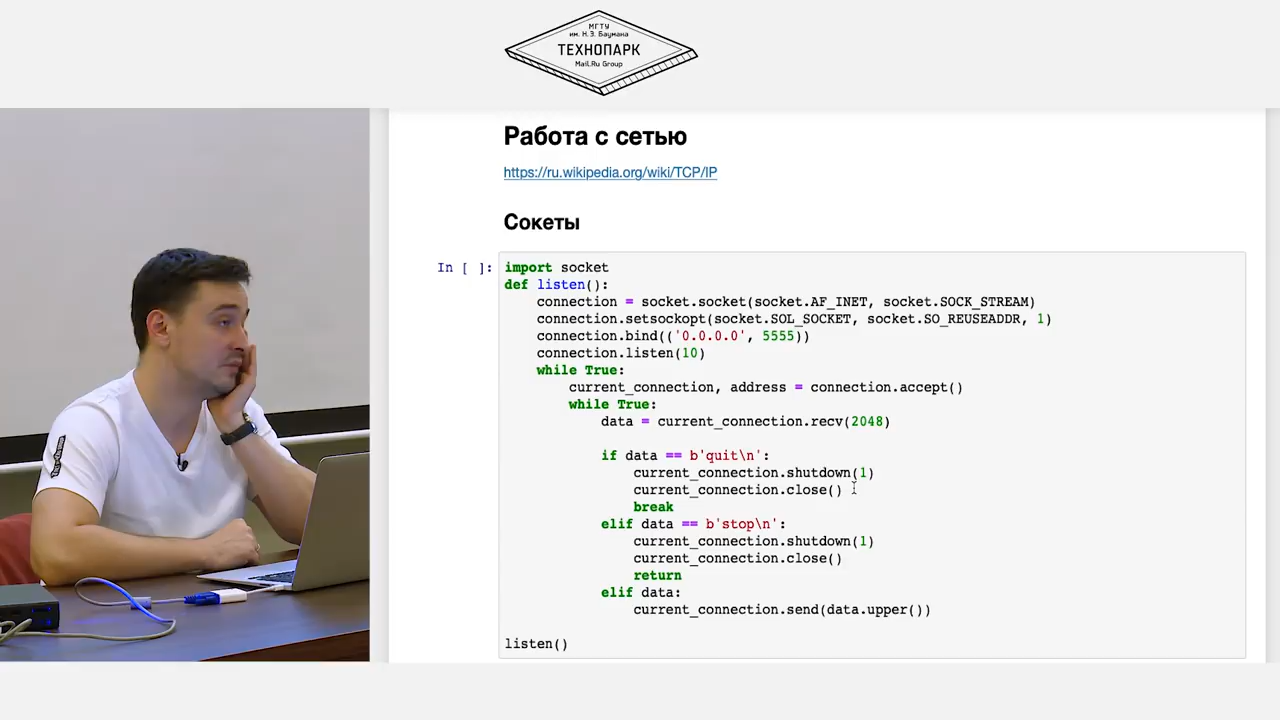 МГТУ
им. Н.Э. Баумана
ТЕХНОПАРК
Mail.Ru Group
Работа с сетью
https://ru.wikipedia.org/wiki/TCP/IP
Сокеты
In [ ]:
import socket
def listen():
    connection = socket.socket(socket.AF_INET, socket.SOCK_STREAM)
    connection.setsockopt(socket.SOL_SOCKET, socket.SO_REUSEADDR, 1)
    connection.bind(('0.0.0.0', 5555))
    connection.listen(10)
    while True:
        current_connection, address = connection.accept()
        while True:
            data = current_connection.recv(2048)
            if data == b'quit\n':
                current_connection.shutdown(1)
                current_connection.close()
                break
            elif data == b'stop\n':
                current_connection.shutdown(1)
                current_connection.close()
                return
            elif data:
                current_connection.send(data.upper())
listen()